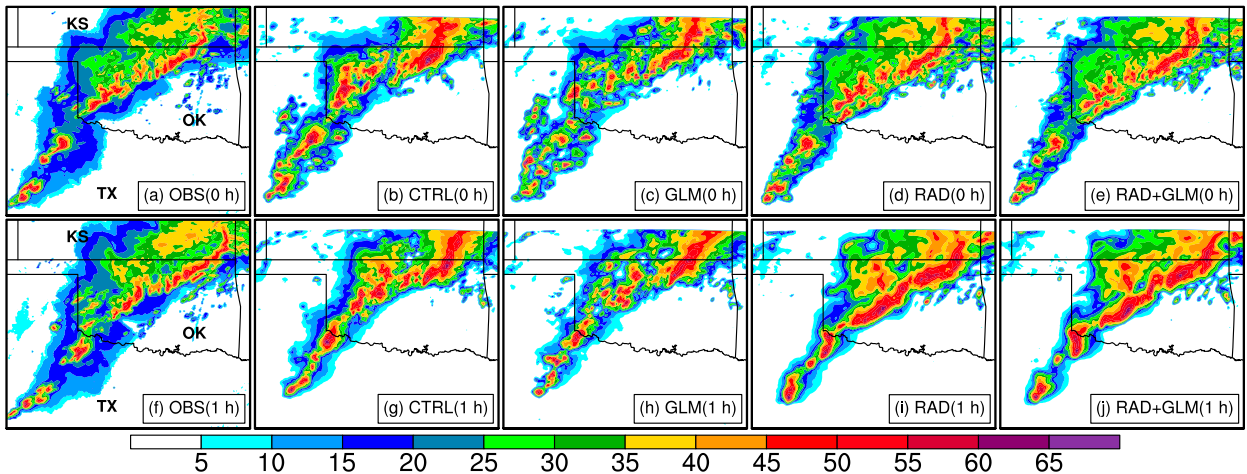 KS
OK
TX
(a) OBS(0 h)
(b) CTRL(0 h)
(c) GLM(0 h)
(d) RAD(0 h)
(e) RAD+GLM(0 h)
KS
OK
TX
(f) OBS(1 h)
(g) CTRL(1 h)
(h) GLM(1 h)
(i) RAD(1 h)
(j) RAD+GLM(1 h)
5 10 15 20 25 30 35 40 45 50 55 60 65